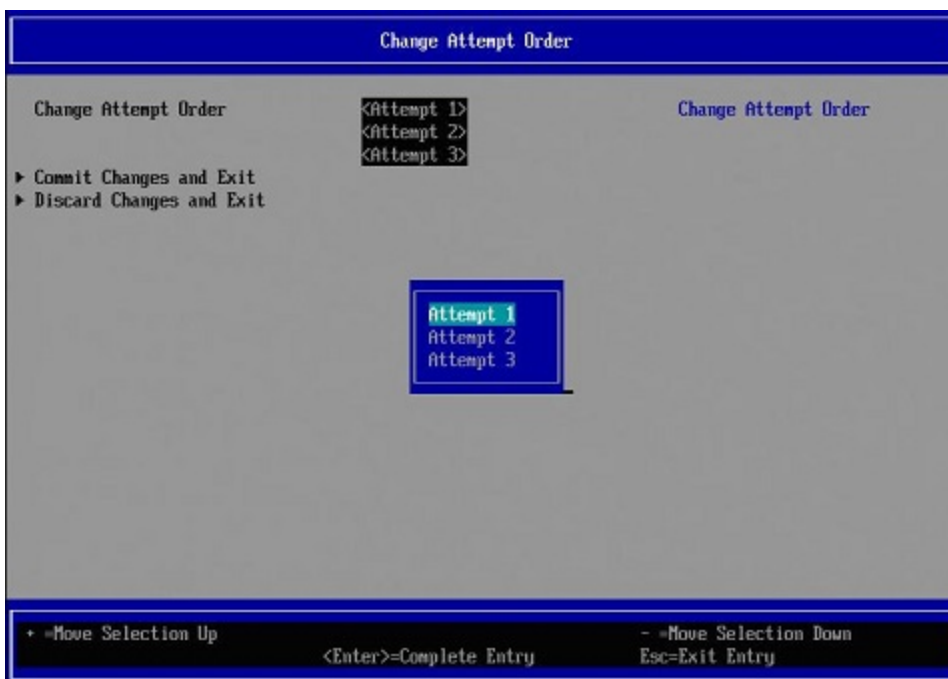 Change Attempt Order
Change Attempt Order <Attempt 1> Change Attempt Order
<Attempt 2>
<Attempt 3>
▶ Commit Changes and Exit
▶ Discard Changes and Exit
Attempt 1
Attempt 2
Attempt 3
+ =Move Selection Up - =Move Selection Down
<Enter>=Complete Entry Esc=Exit Entry